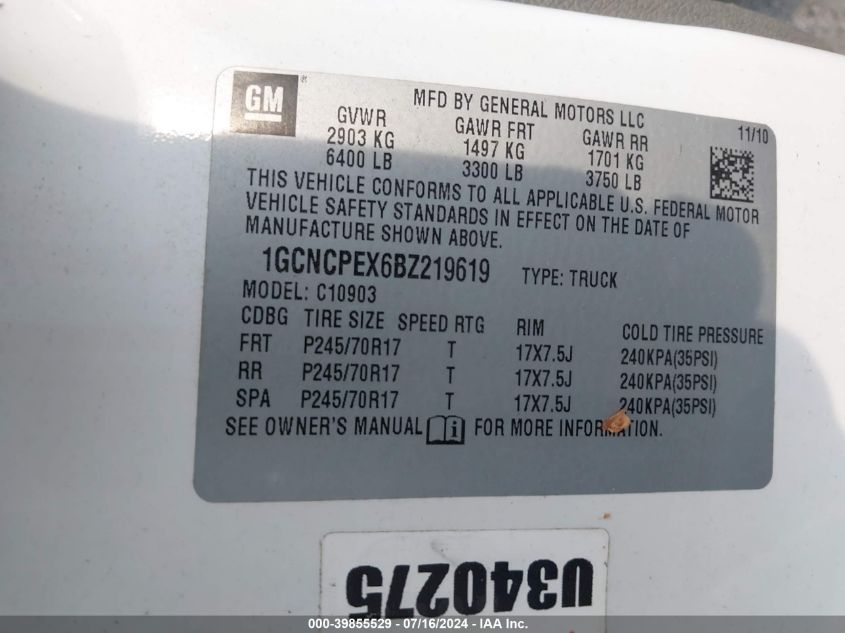 GM ®
MFD BY GENERAL MOTORS LLC
11/10
GVWR GAWR FRT GAWR RR
2903 KG 1497 KG 1701 KG
6400 LB 3300 LB 3750 LB
THIS VEHICLE CONFORMS TO ALL APPLICABLE U.S. FEDERAL MOTOR
VEHICLE SAFETY STANDARDS IN EFFECT ON THE DATE OF
MANUFACTURE SHOWN ABOVE.
1GCNCPEX6BZ219619 TYPE: TRUCK
MODEL: C10903
CDBG TIRE SIZE SPEED RTG RIM COLD TIRE PRESSURE
FRT P245/70R17 T 17X7.5J 240KPA(35PSI)
RR P245/70R17 T 17X7.5J 240KPA(35PSI)
SPA P245/70R17 T 17X7.5J 240KPA(35PSI)
SEE OWNER'S MANUAL i FOR MORE INFORMATION.
U340275
000-39855529 - 07/16/2024 - IAA Inc.